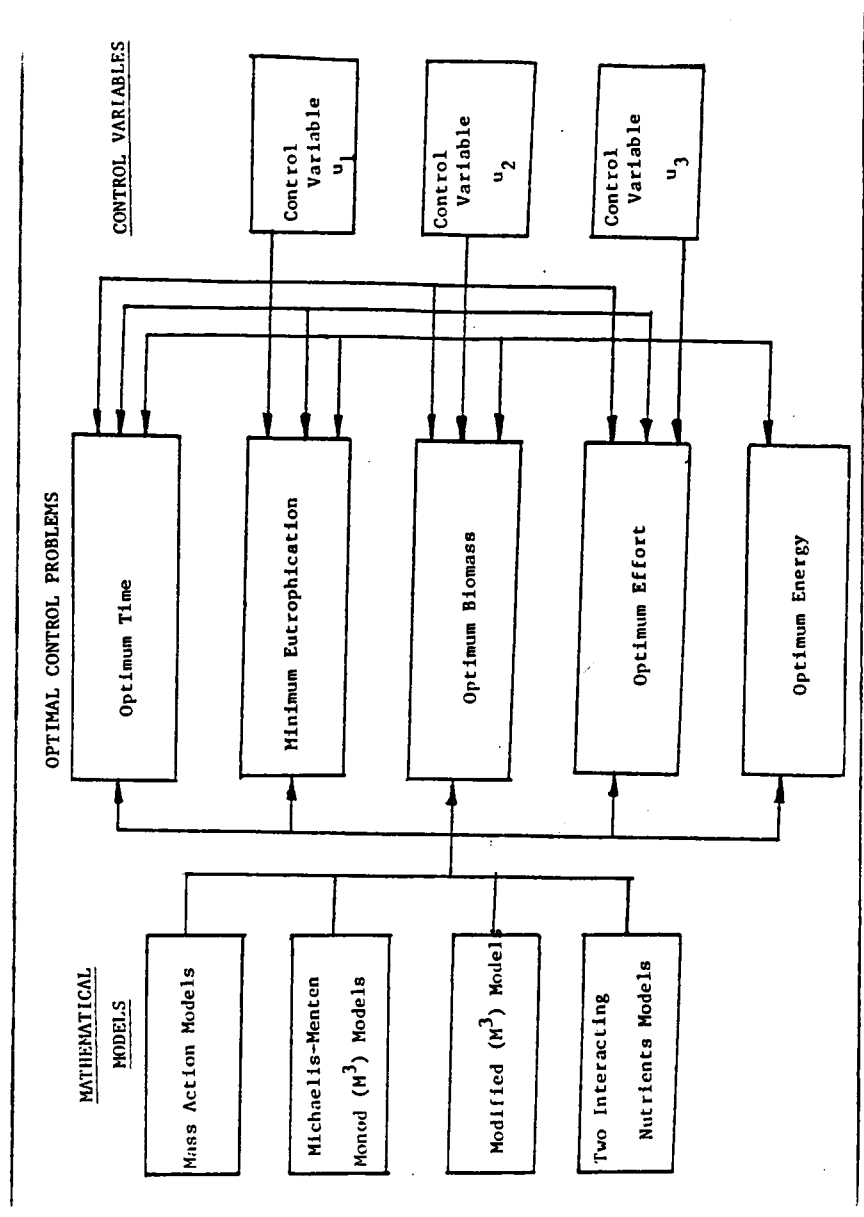 MATHEMATICAL
MODELS
Mass Action Models
Michaelis-Menten
Monod (M³) Models
Modified (M³) Models
Two Interacting
Nutrients Models
OPTIMAL CONTROL PROBLEMS
Optimum Time
Minimum Eutrophication
Optimum Biomass
Optimum Effort
Optimum Energy
CONTROL VARIABLES
Control
Variable
u₁
Control
Variable
u₂
Control
Variable
u₃